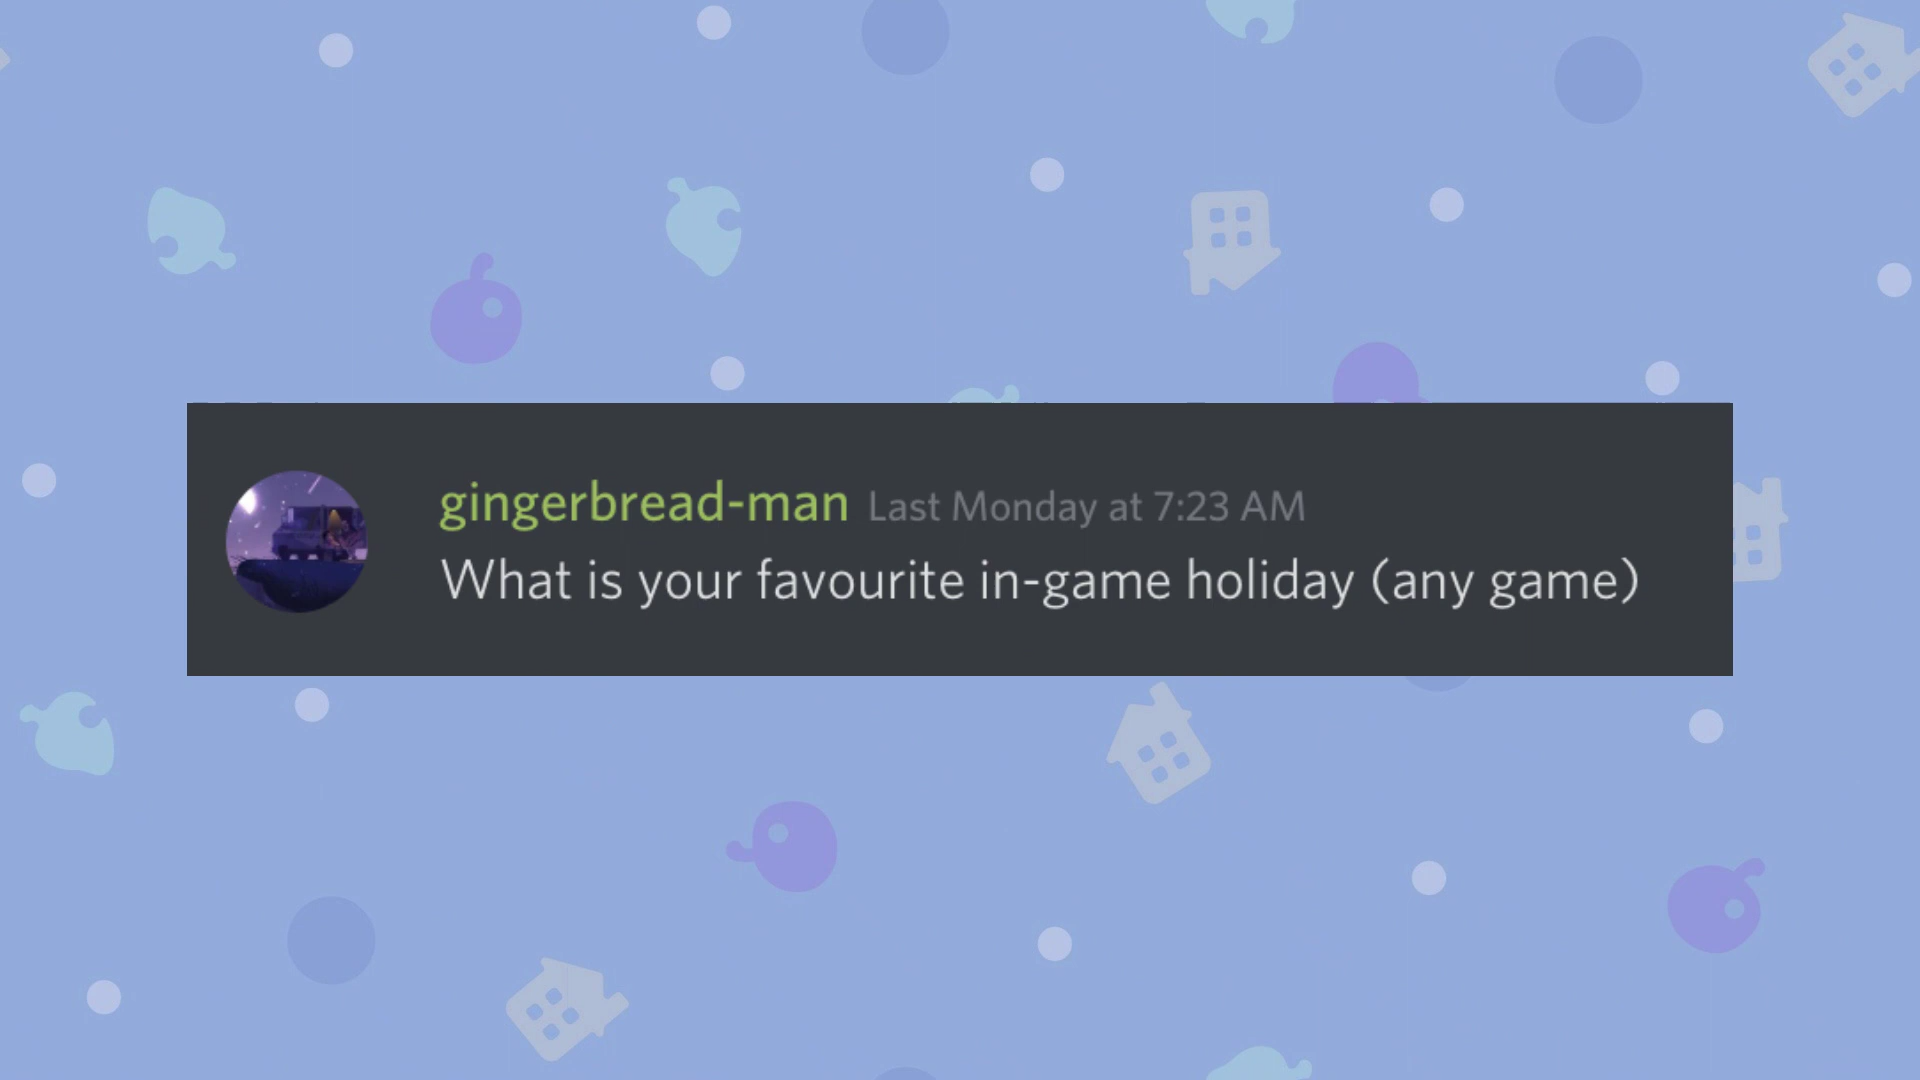 gingerbread-man Last Monday at 7:23 AM
What is your favourite in-game holiday (any game)